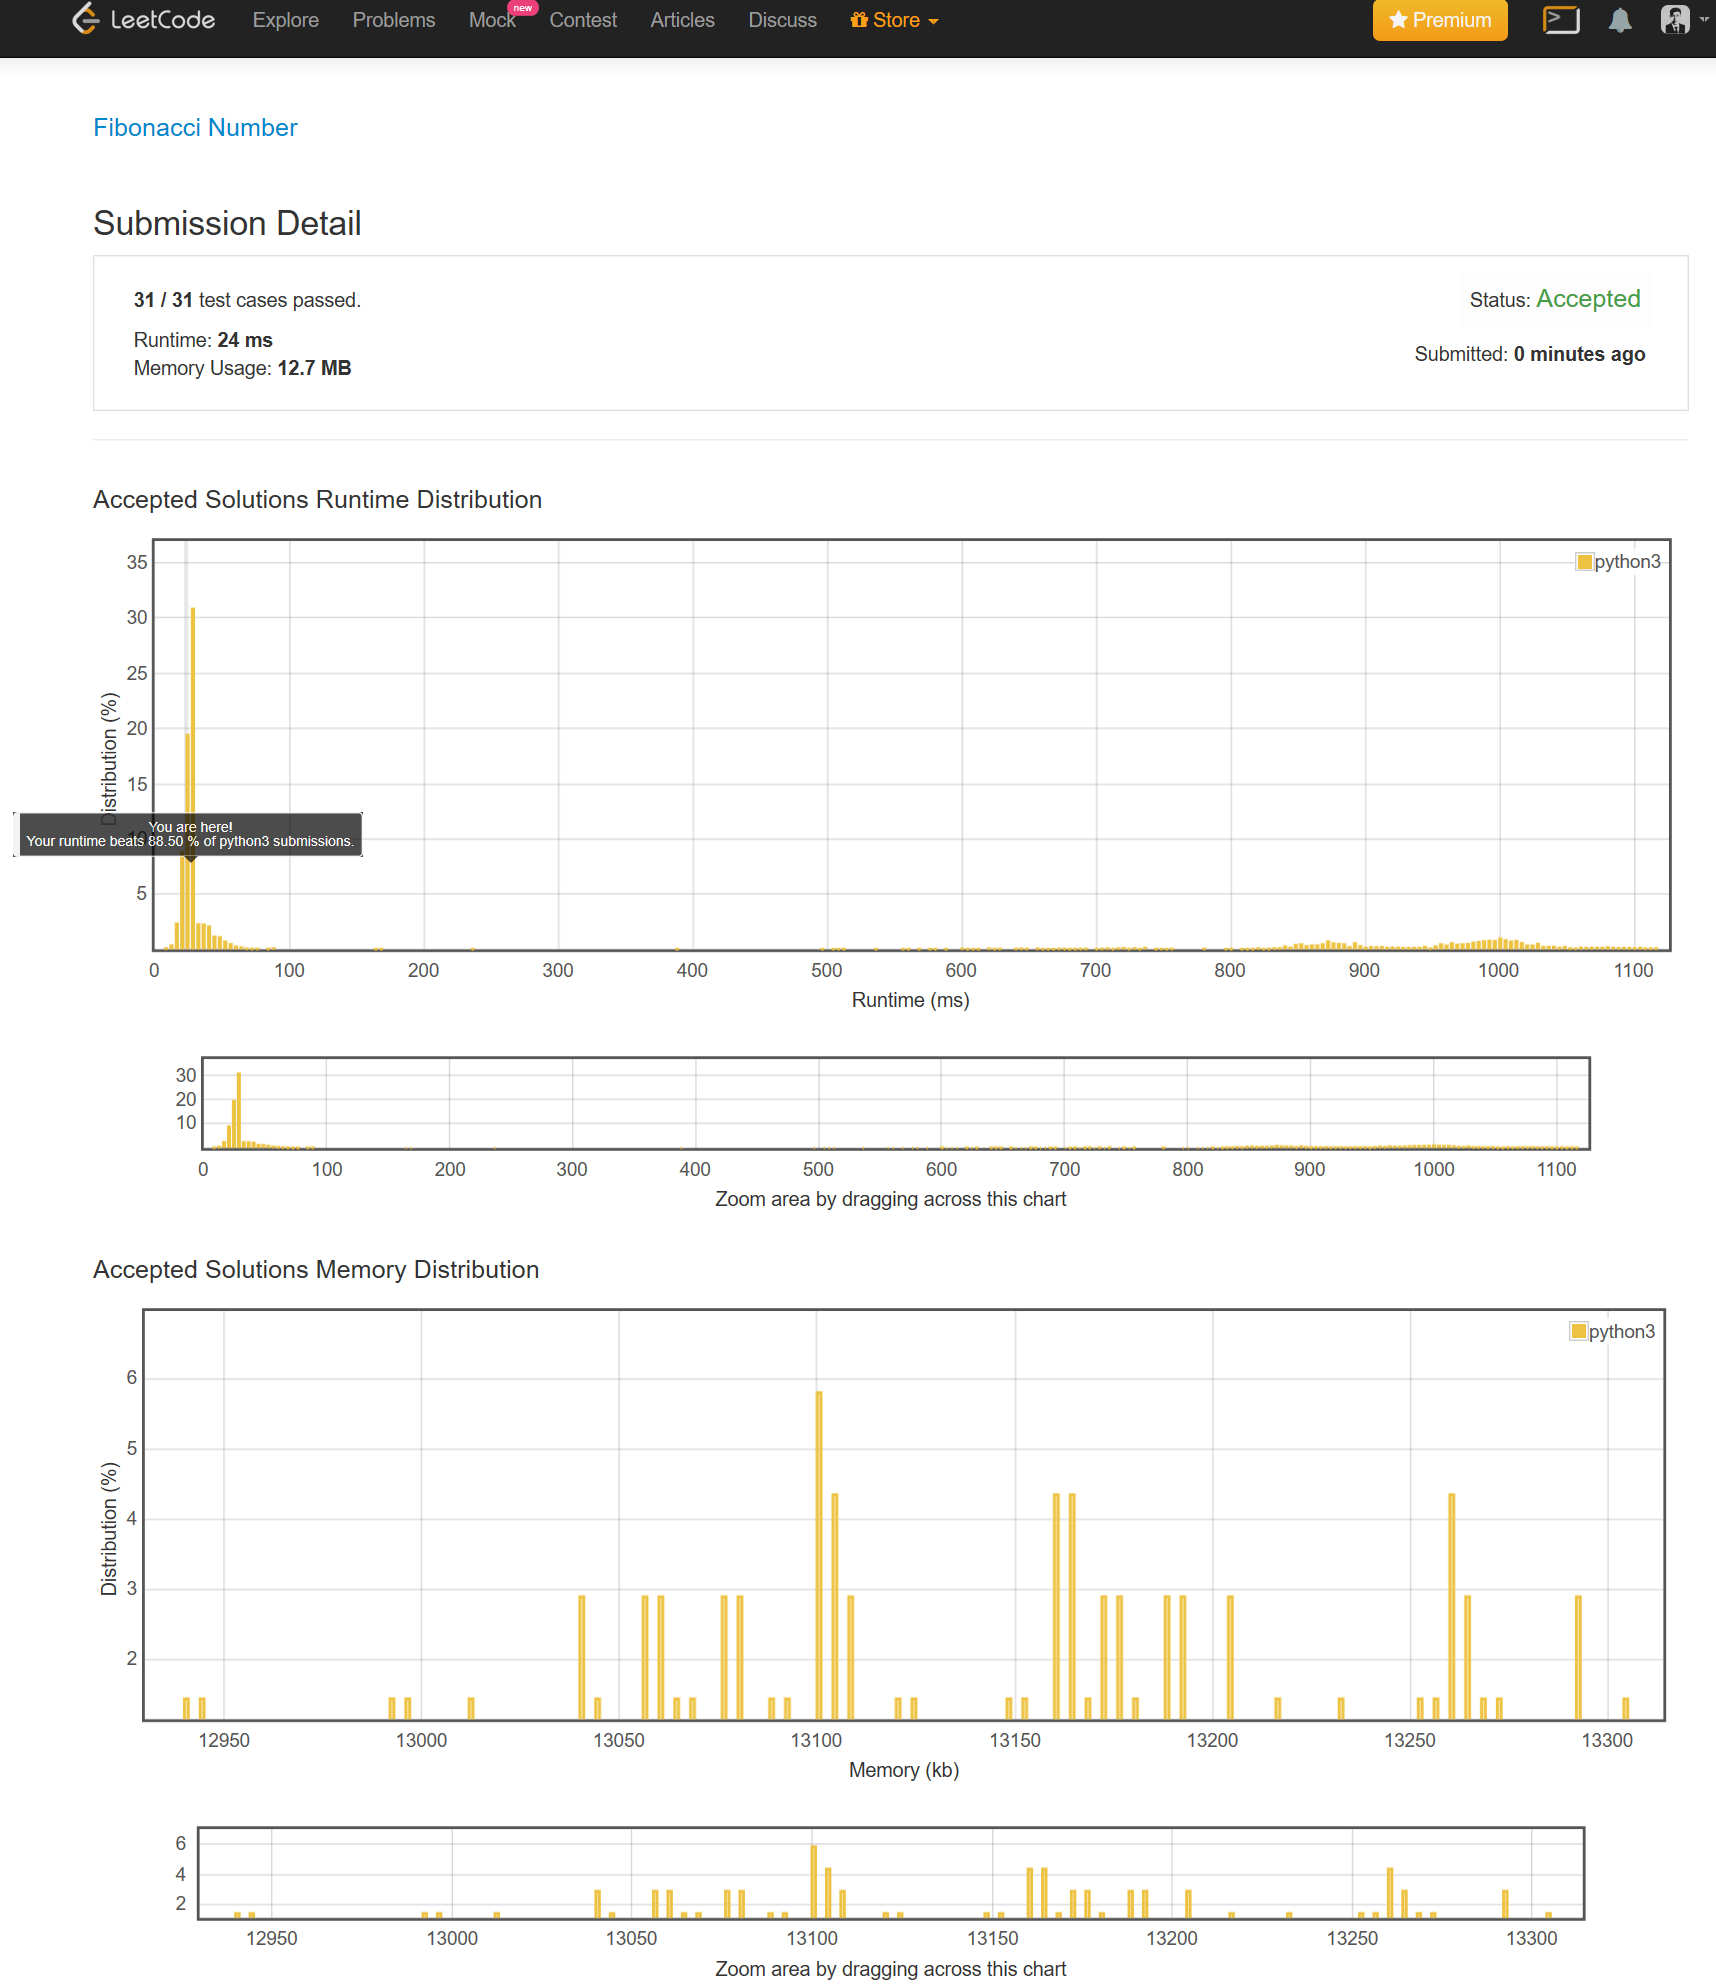 LeetCode Explore Problems Mock new Contest Articles Discuss Store Premium
Fibonacci Number
Submission Detail
31 / 31 test cases passed.
Status: Accepted
Runtime: 24 ms
Submitted: 0 minutes ago
Memory Usage: 12.7 MB
Accepted Solutions Runtime Distribution
python3
35
30
25
20
15
10
5
Distribution (%)
You are here!
Your runtime beats 88.50 % of python3 submissions.
0 100 200 300 400 500 600 700 800 900 1000 1100
Runtime (ms)
30
20
10
0 100 200 300 400 500 600 700 800 900 1000 1100
Zoom area by dragging across this chart
Accepted Solutions Memory Distribution
python3
6
5
4
3
2
Distribution (%)
12950 13000 13050 13100 13150 13200 13250 13300
Memory (kb)
6
4
2
12950 13000 13050 13100 13150 13200 13250 13300
Zoom area by dragging across this chart